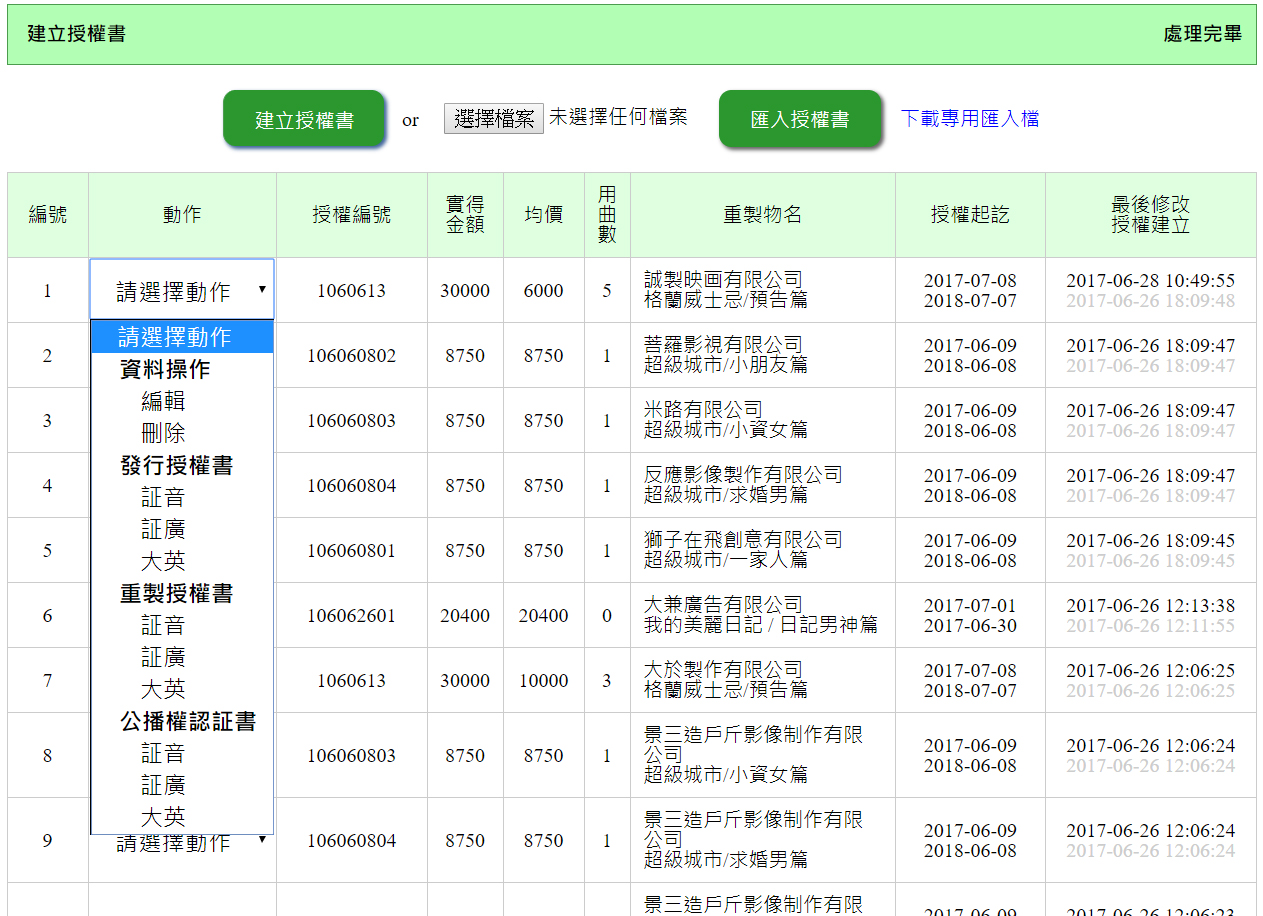 建立授權書 處理完畢
建立授權書 or 選擇檔案 未選擇任何檔案 匯入授權書 下載專用匯入檔
編號 動作 授權編號 實得 均價 用 重製物名 授權起訖 最後修改
金額 曲 授權建立
數
1 請選擇動作 ▼ 1060613 30000 6000 5 誠製映画有限公司 2017-07-08 2017-06-28 10:49:55
格蘭威士忌/預告篇 2018-07-07 2017-06-26 18:09:48
請選擇動作
資料操作
編輯
刪除
發行授權書
証音
証廣
大英
重製授權書
証音
証廣
大英
公播權認証書
証音
証廣
大英
2 106060802 8750 8750 1 菩羅影視有限公司 2017-06-09 2017-06-26 18:09:47
超級城市/小朋友篇 2018-06-08 2017-06-26 18:09:47
3 106060803 8750 8750 1 米路有限公司 2017-06-09 2017-06-26 18:09:47
超級城市/小資女篇 2018-06-08 2017-06-26 18:09:47
4 106060804 8750 8750 1 反應影像製作有限公司 2017-06-09 2017-06-26 18:09:47
超級城市/求婚男篇 2018-06-08 2017-06-26 18:09:47
5 106060801 8750 8750 1 獅子在飛創意有限公司 2017-06-09 2017-06-26 18:09:45
超級城市/一家人篇 2018-06-08 2017-06-26 18:09:45
6 106062601 20400 20400 0 大兼廣告有限公司 2017-07-01 2017-06-26 12:13:38
我的美麗日記 / 日記男神篇 2017-06-30 2017-06-26 12:11:55
7 1060613 30000 10000 3 大於製作有限公司 2017-07-08 2017-06-26 12:06:25
格蘭威士忌/預告篇 2018-07-07 2017-06-26 12:06:25
8 106060803 8750 8750 1 景三造戶斤影像制作有限 2017-06-09 2017-06-26 12:06:24
公司 2018-06-08 2017-06-26 12:06:24
超級城市/小資女篇
9 請選擇動作 ▼ 106060804 8750 8750 1 景三造戶斤影像制作有限 2017-06-09 2017-06-26 12:06:24
公司 2018-06-08 2017-06-26 12:06:24
超級城市/求婚男篇
景三造戶斤影像制作有限 2017-06-09 2017-06-26 12:06:23